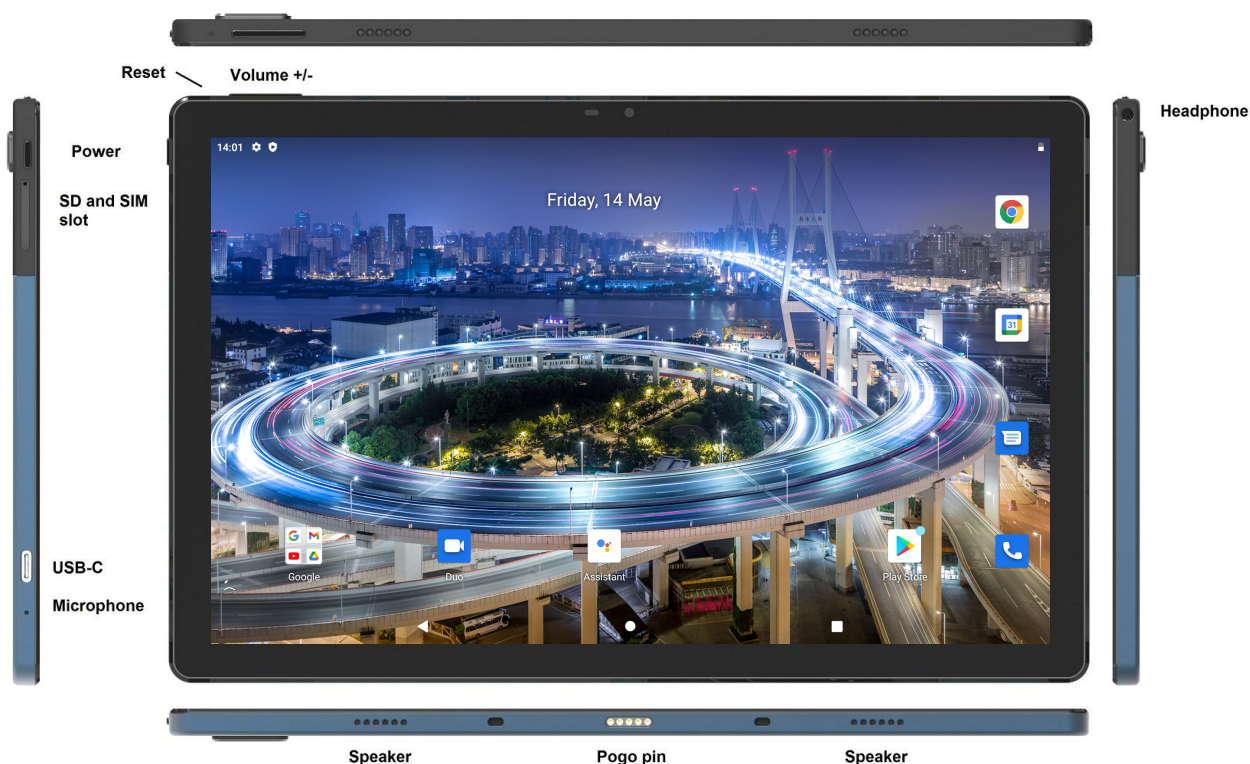 Reset
Volume +/-
Headphone
Power
SD and SIM
slot
14:01
Friday, 14 May
31
USB-C
Microphone
Google
Duo
Assistant
Play Store
Speaker
Pogo pin
Speaker